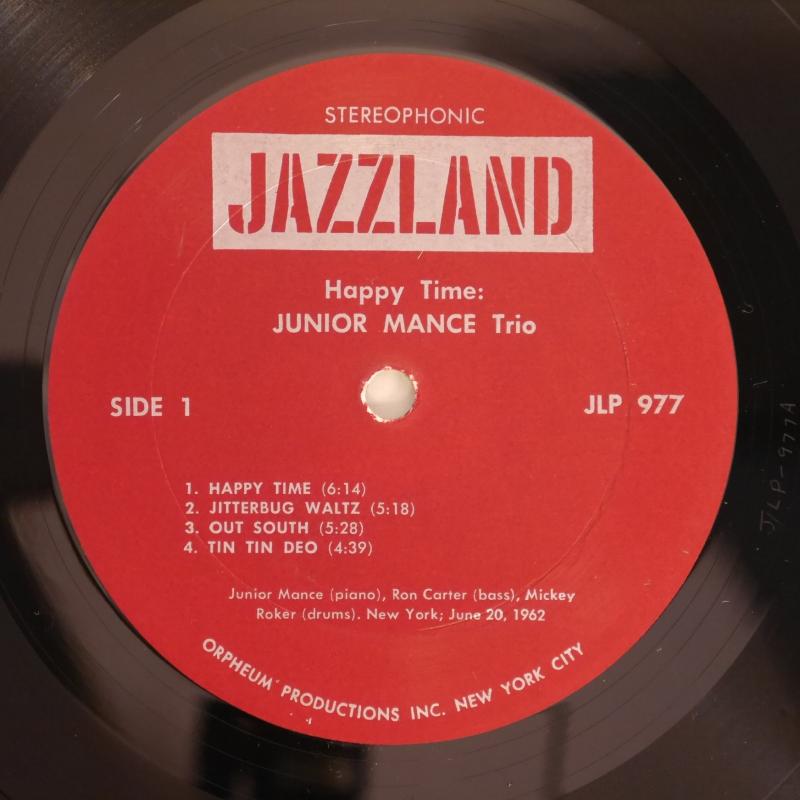 STEREOPHONIC
JAZZLAND
Happy Time:
JUNIOR MANCE Trio
SIDE 1
JLP 977
1. HAPPY TIME (6:14)
2. JITTERBUG WALTZ (5:18)
3. OUT SOUTH (5:28)
4. TIN TIN DEO (4:39)
Junior Mance (piano), Ron Carter (bass), Mickey
Roker (drums). New York; June 20, 1962
ORPHEUM PRODUCTIONS INC. NEW YORK CITY
JLP-977A